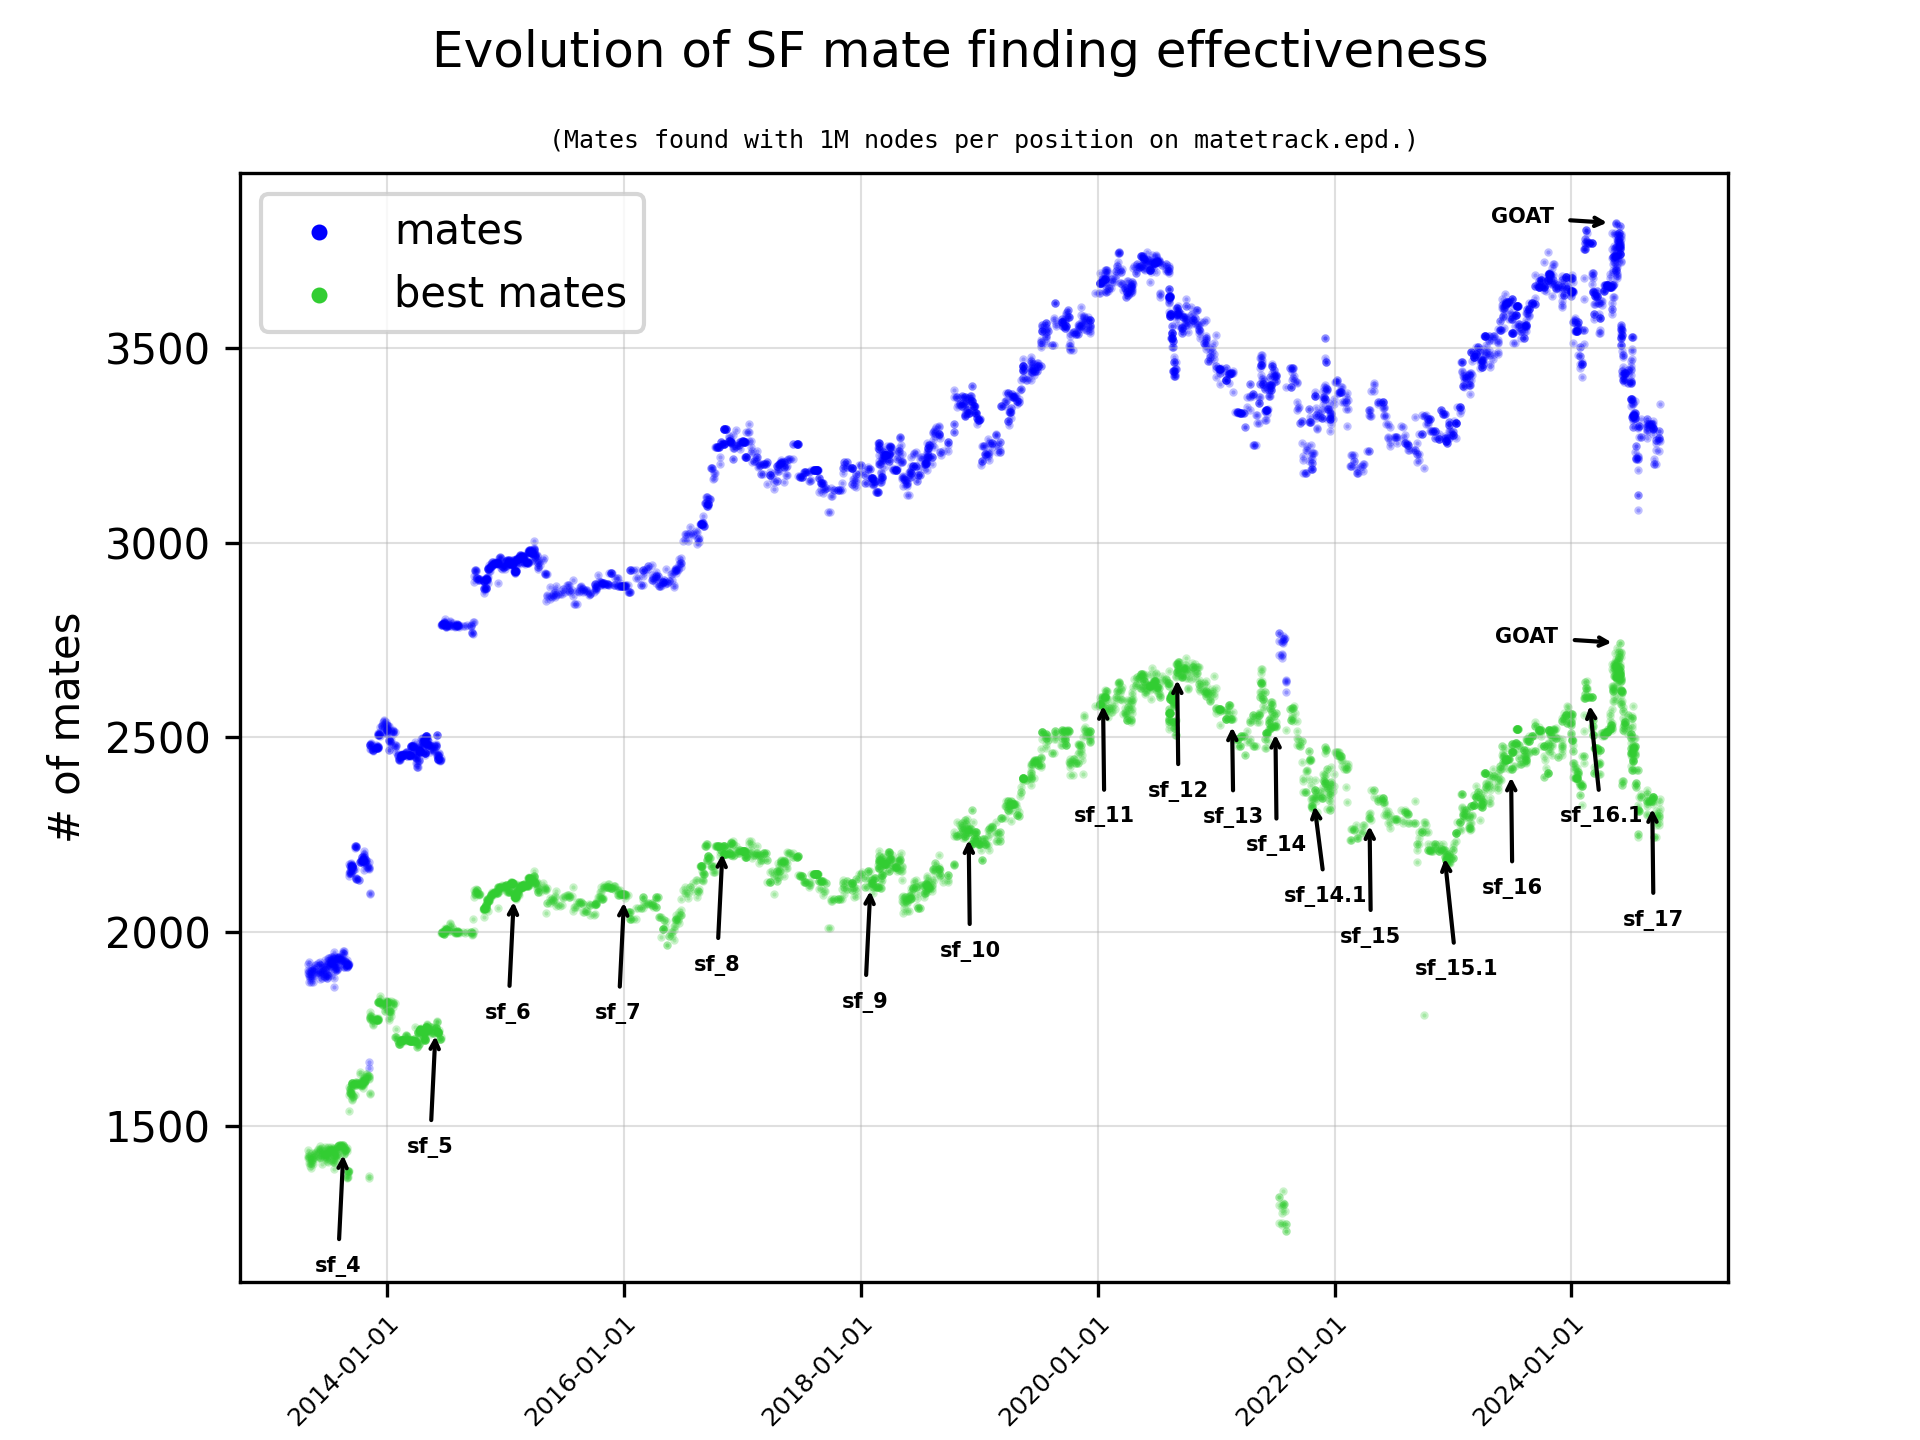 Evolution of SF mate finding effectiveness
(Mates found with 1M nodes per position on matetrack.epd.)
mates
best mates
GOAT
GOAT
# of mates
3500
3000
2500
2000
1500
sf_4
sf_5
sf_6
sf_7
sf_8
sf_9
sf_10
sf_11
sf_12
sf_13
sf_14
sf_14.1
sf_15
sf_15.1
sf_16
sf_16.1
sf_17
2014-01-01
2016-01-01
2018-01-01
2020-01-01
2022-01-01
2024-01-01